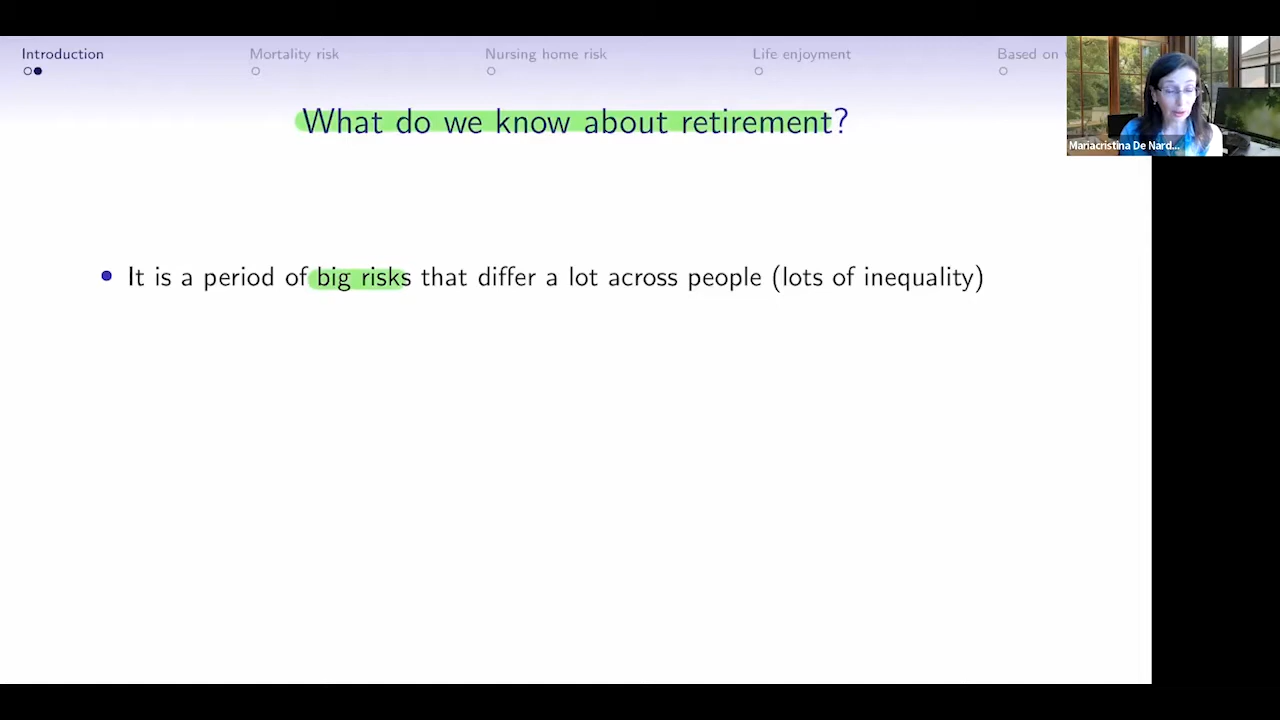 Introduction
Mortality risk
Nursing home risk
Life enjoyment
Based on
Mariacristina De Nard...
What do we know about retirement?
It is a period of big risks that differ a lot across people (lots of inequality)